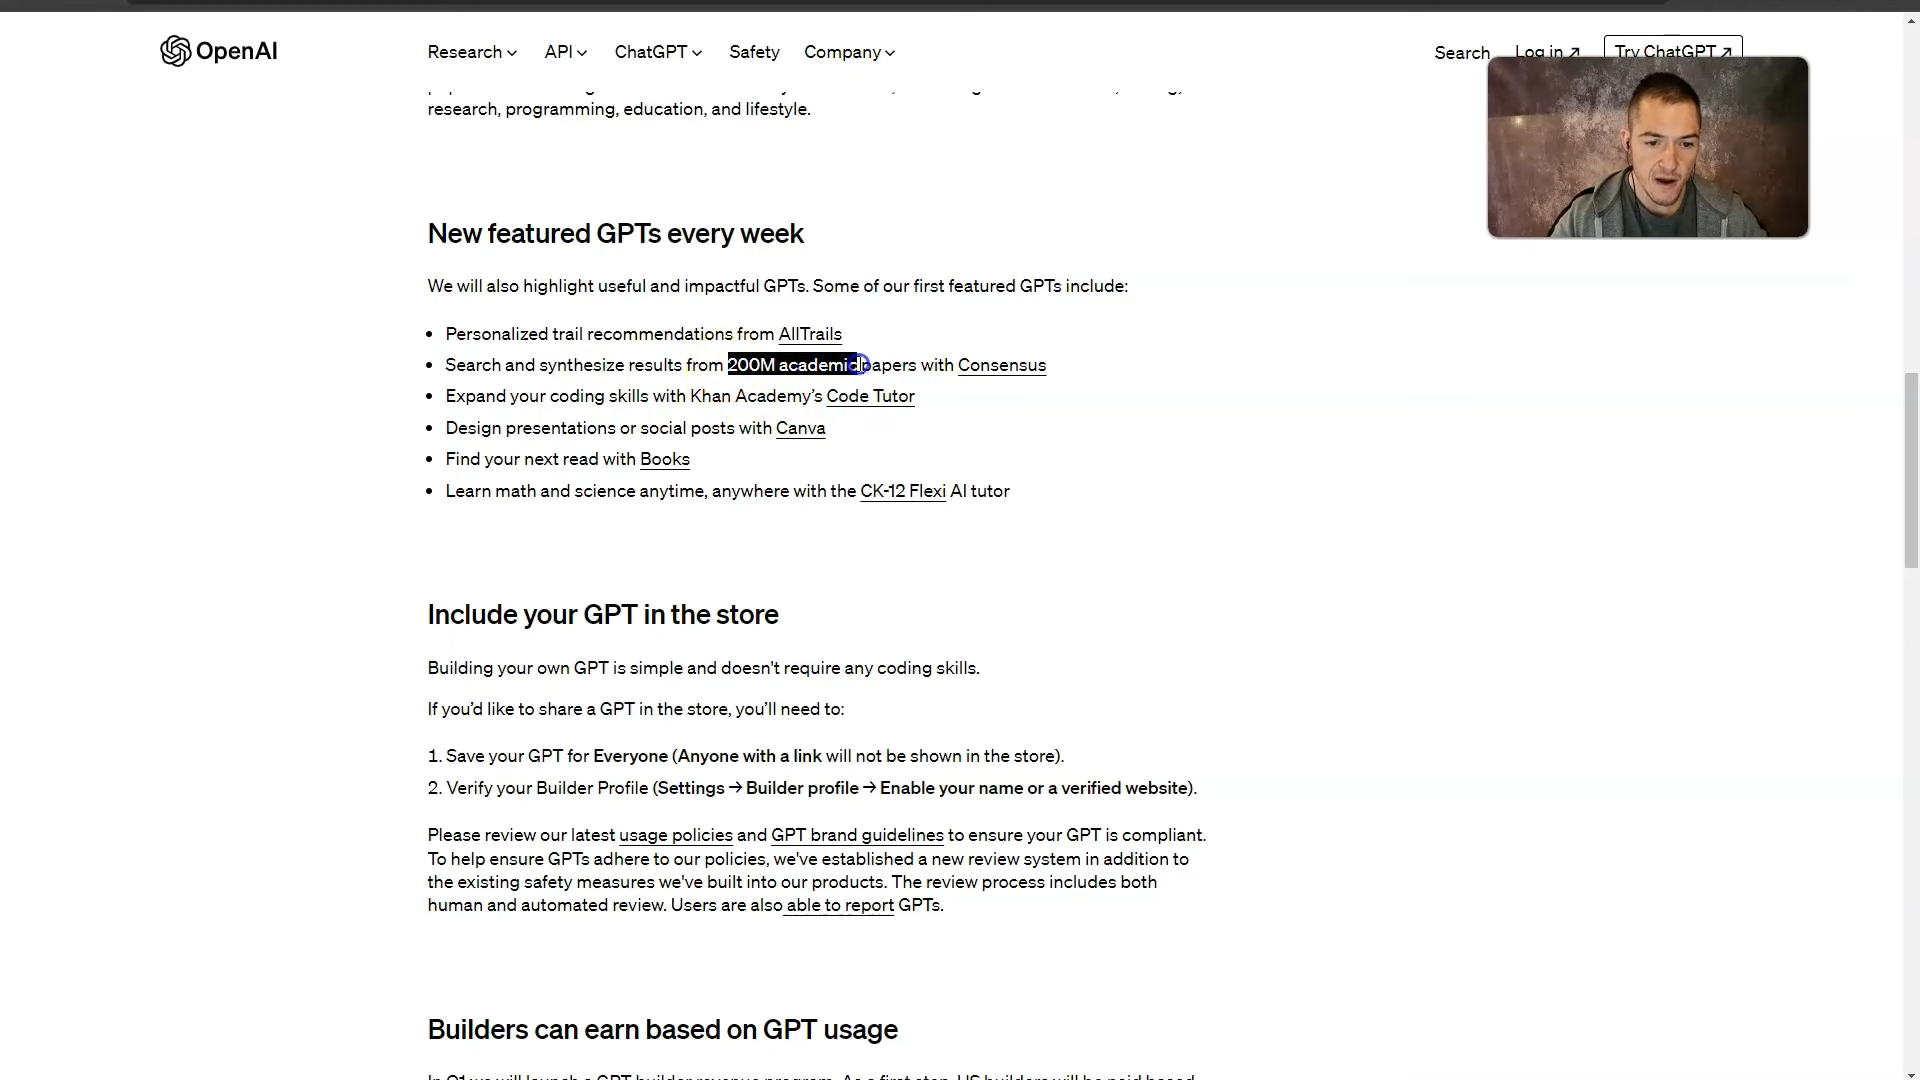 OpenAI
Research API ChatGPT Safety Company
Search Log in ↗ Try ChatGPT ↗
research, programming, education, and lifestyle.
New featured GPTs every week
We will also highlight useful and impactful GPTs. Some of our first featured GPTs include:
• Personalized trail recommendations from AllTrails
• Search and synthesize results from 200M academic papers with Consensus
• Expand your coding skills with Khan Academy’s Code Tutor
• Design presentations or social posts with Canva
• Find your next read with Books
• Learn math and science anytime, anywhere with the CK-12 Flexi AI tutor
Include your GPT in the store
Building your own GPT is simple and doesn't require any coding skills.
If you’d like to share a GPT in the store, you’ll need to:
1. Save your GPT for Everyone (Anyone with a link will not be shown in the store).
2. Verify your Builder Profile (Settings → Builder profile → Enable your name or a verified website).
Please review our latest usage policies and GPT brand guidelines to ensure your GPT is compliant.
To help ensure GPTs adhere to our policies, we've established a new review system in addition to
the existing safety measures we've built into our products. The review process includes both
human and automated review. Users are also able to report GPTs.
Builders can earn based on GPT usage
In Q1 we will launch a GPT builder revenue program. As a first step, US builders will be paid based